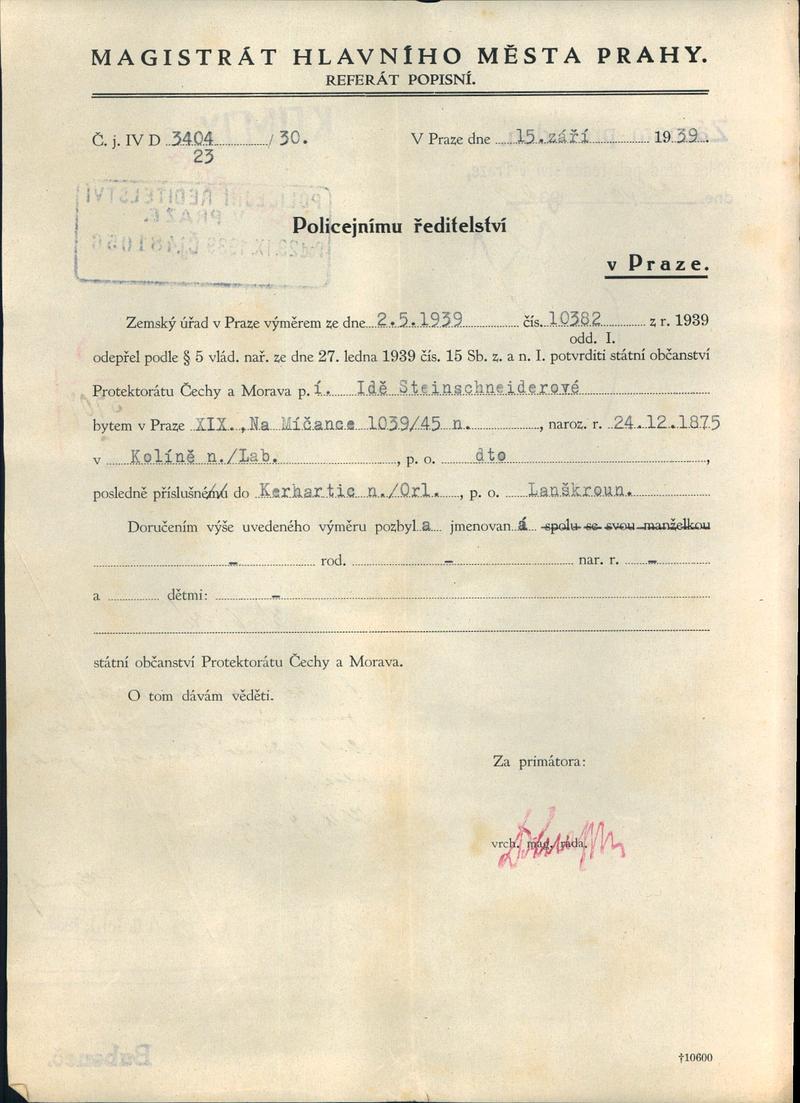 MAGISTRÁT HLAVNÍHO MĚSTA PRAHY.
REFERÁT POPISNÍ.
Č. j. IV D 3404 / 30.
23
V Praze dne 15.září 1939.
Policejnímu ředitelství
v Praze.
Zemský úřad v Praze výměrem ze dne 2.5.1939 čís. 10382 z r. 1939
odd. I.
odepřel podle § 5 vlád. nař. ze dne 27. ledna 1939 čís. 15 Sb. z. a n. I. potvrditi státní občanství
Protektorátu Čechy a Morava p. í. Idě Steinschneiderové
bytem v Praze XIX.,Na Míčance 1039/45 n. , naroz. r. 24.12.1875
v Kolíně n./Lab. , p. o. dto ,
posledně příslušné do Kerhartic n./Orl. , p. o. Lanškroun.
Doručením výše uvedeného výměru pozbyla jmenovaná spolu se svou manželkou
- rod. - nar. r. -
a dětmi: -
státní občanství Protektorátu Čechy a Morava.
O tom dávám věděti.
Za primátora:
vrch. mag. rada.
†10600